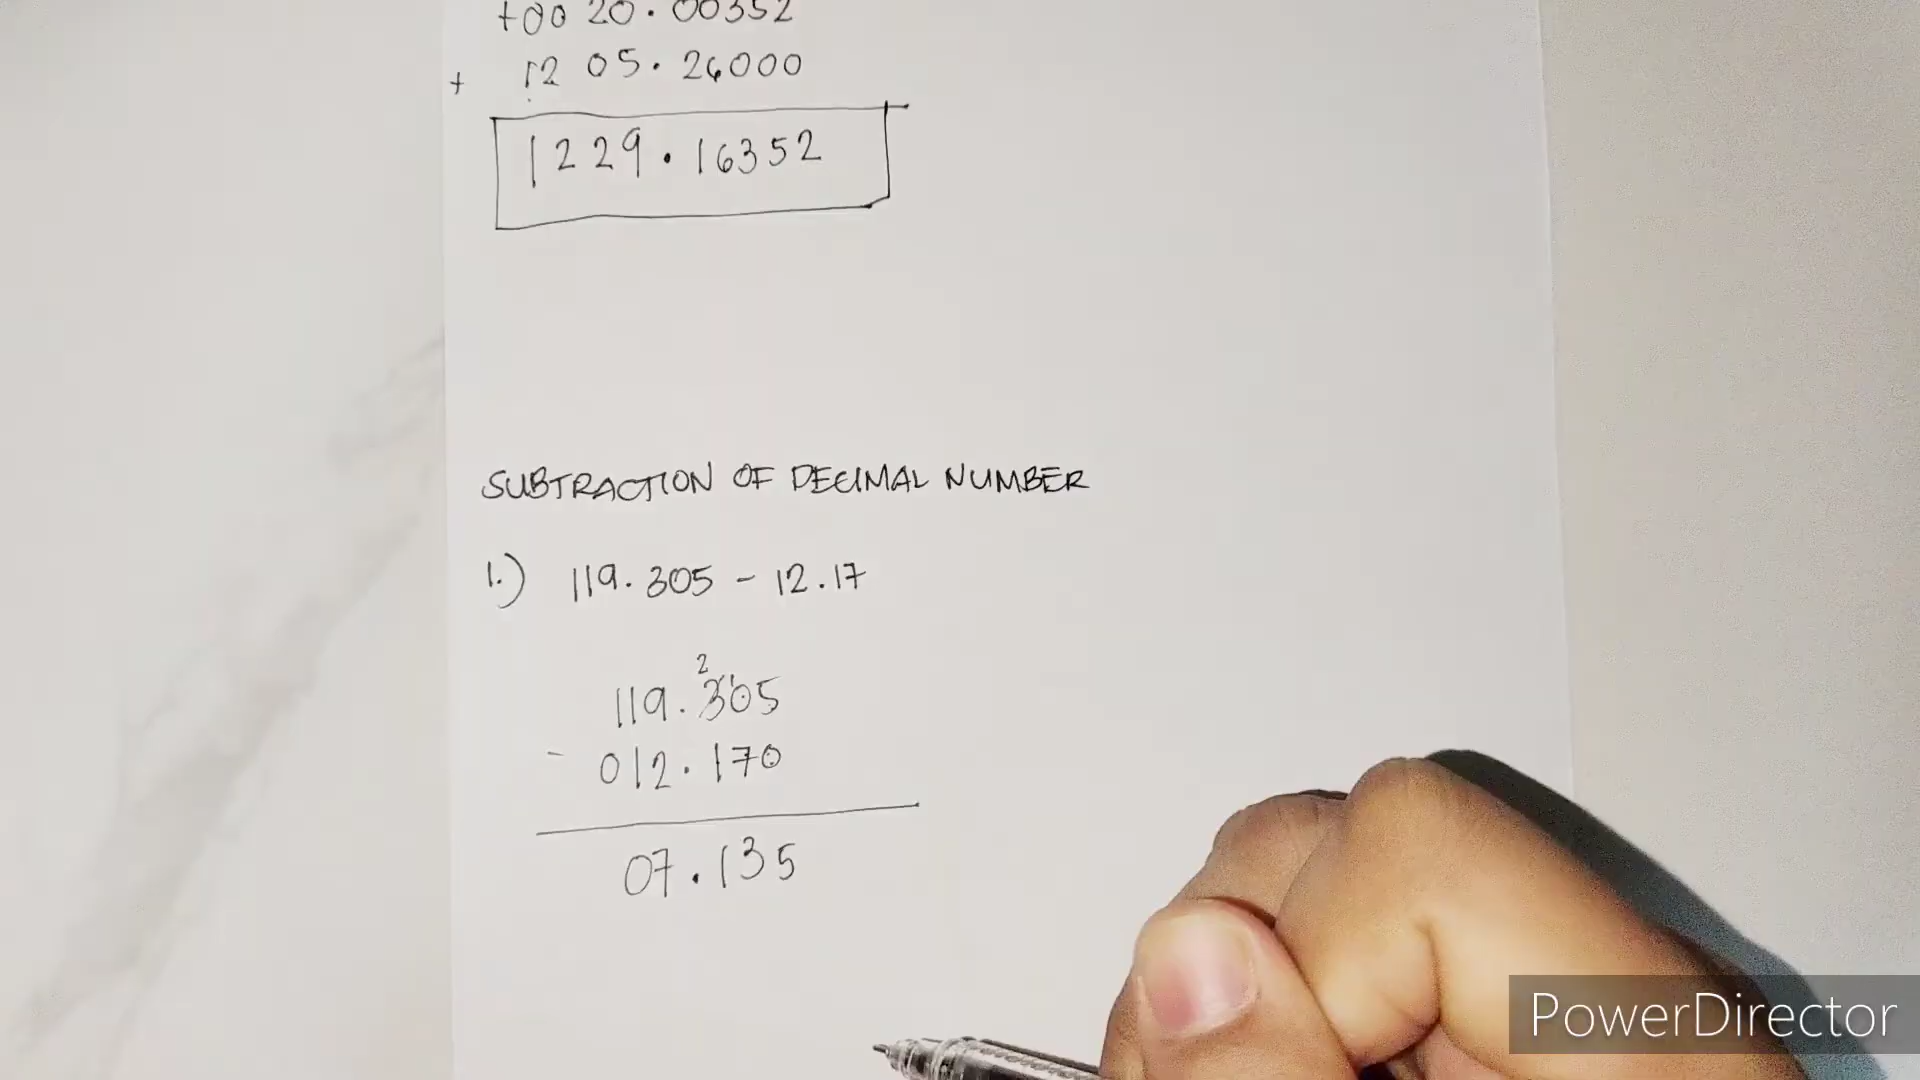 +00 20.00352
+ 12 05.26000
1229.16352
SUBTRACTION OF DECIMAL NUMBER
1.) 119.305 - 12.17
2 1
119.305
- 012.170
07.135
PowerDirector